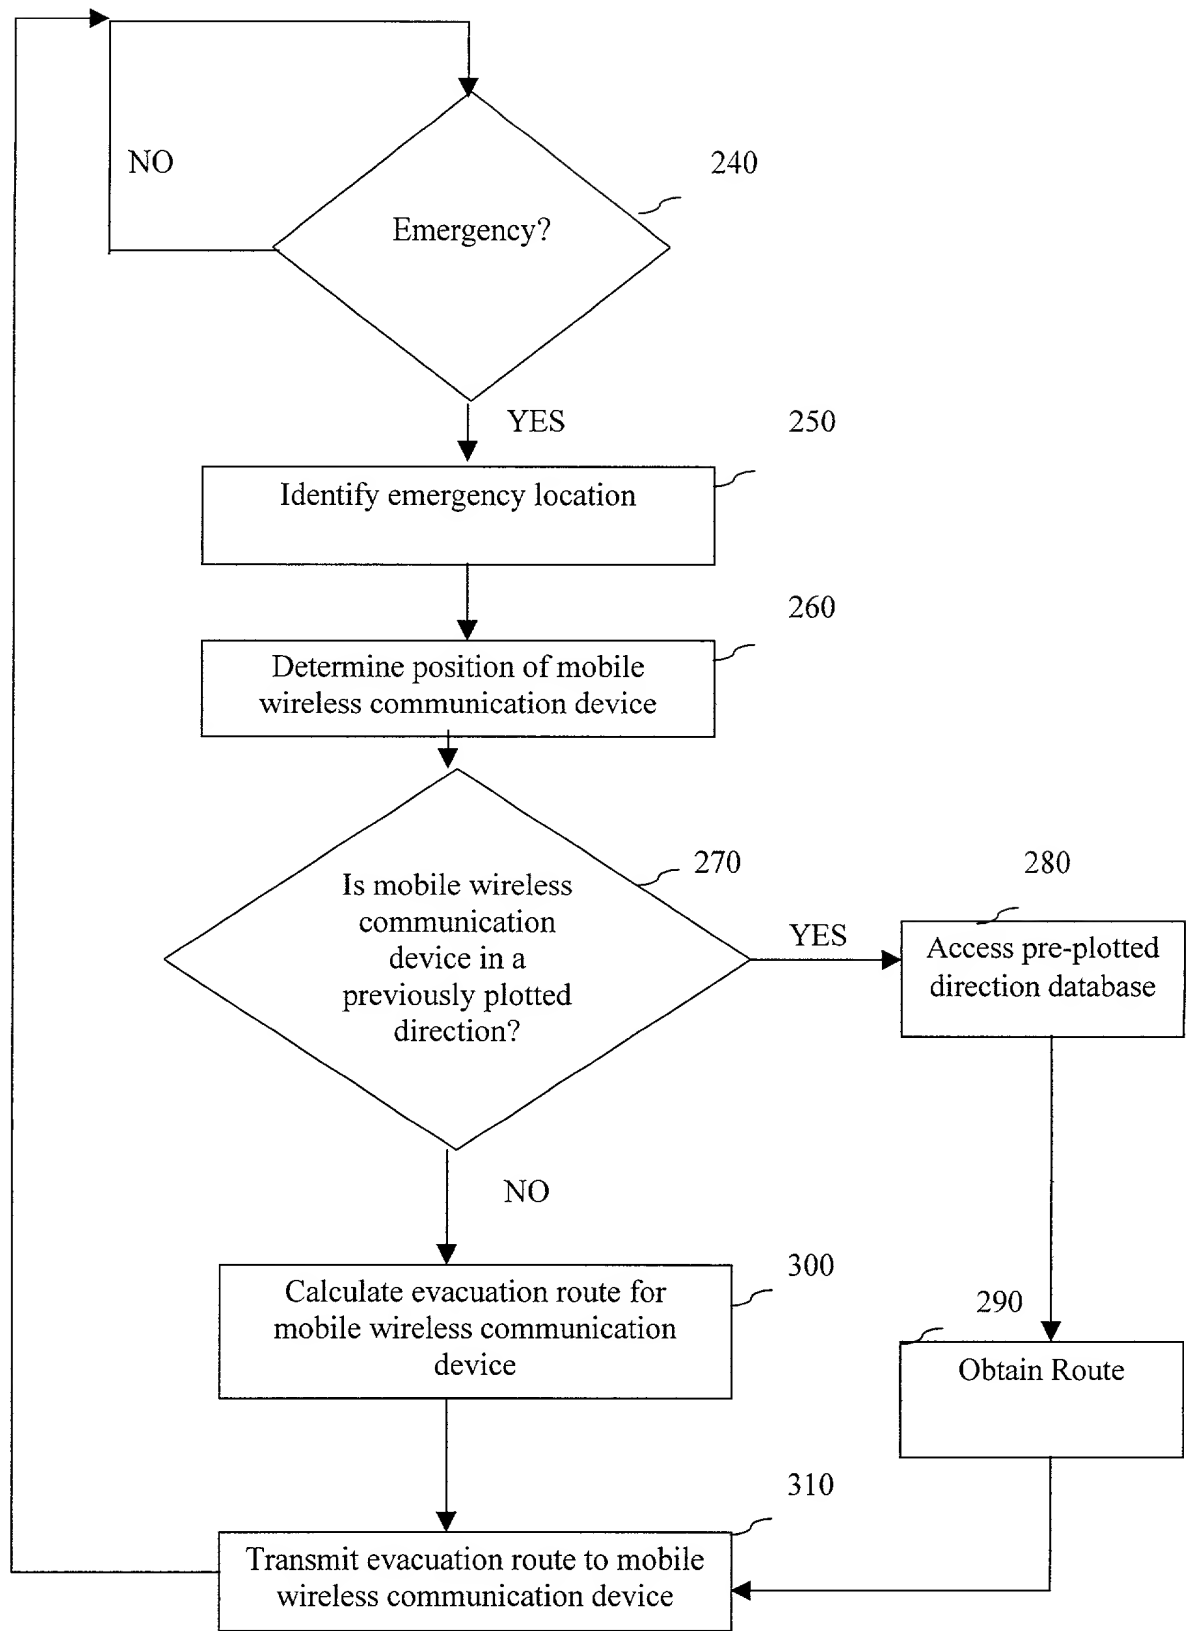 NO
240
Emergency?
YES
250
Identify emergency location
260
Determine position of mobile
wireless communication device
270
Is mobile wireless
communication
device in a
previously plotted
direction?
YES
280
Access pre-plotted
direction database
NO
300
Calculate evacuation route for
mobile wireless communication
device
290
Obtain Route
310
Transmit evacuation route to mobile
wireless communication device